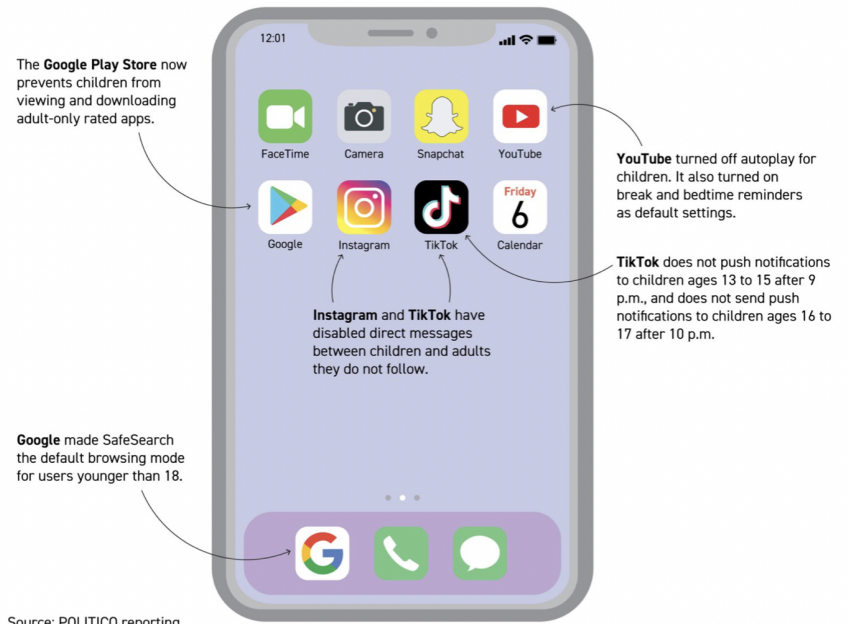 12:01
The Google Play Store now
prevents children from
viewing and downloading
adult-only rated apps.
FaceTime
Camera
Snapchat
YouTube
YouTube turned off autoplay for
children. It also turned on
break and bedtime reminders
as default settings.
Friday
6
Google
Instagram
TikTok
Calendar
TikTok does not push notifications
to children ages 13 to 15 after 9
p.m., and does not send push
notifications to children ages 16 to
17 after 10 p.m.
Instagram and TikTok have
disabled direct messages
between children and adults
they do not follow.
Google made SafeSearch
the default browsing mode
for users younger than 18.
G
Source: POLITICO reporting